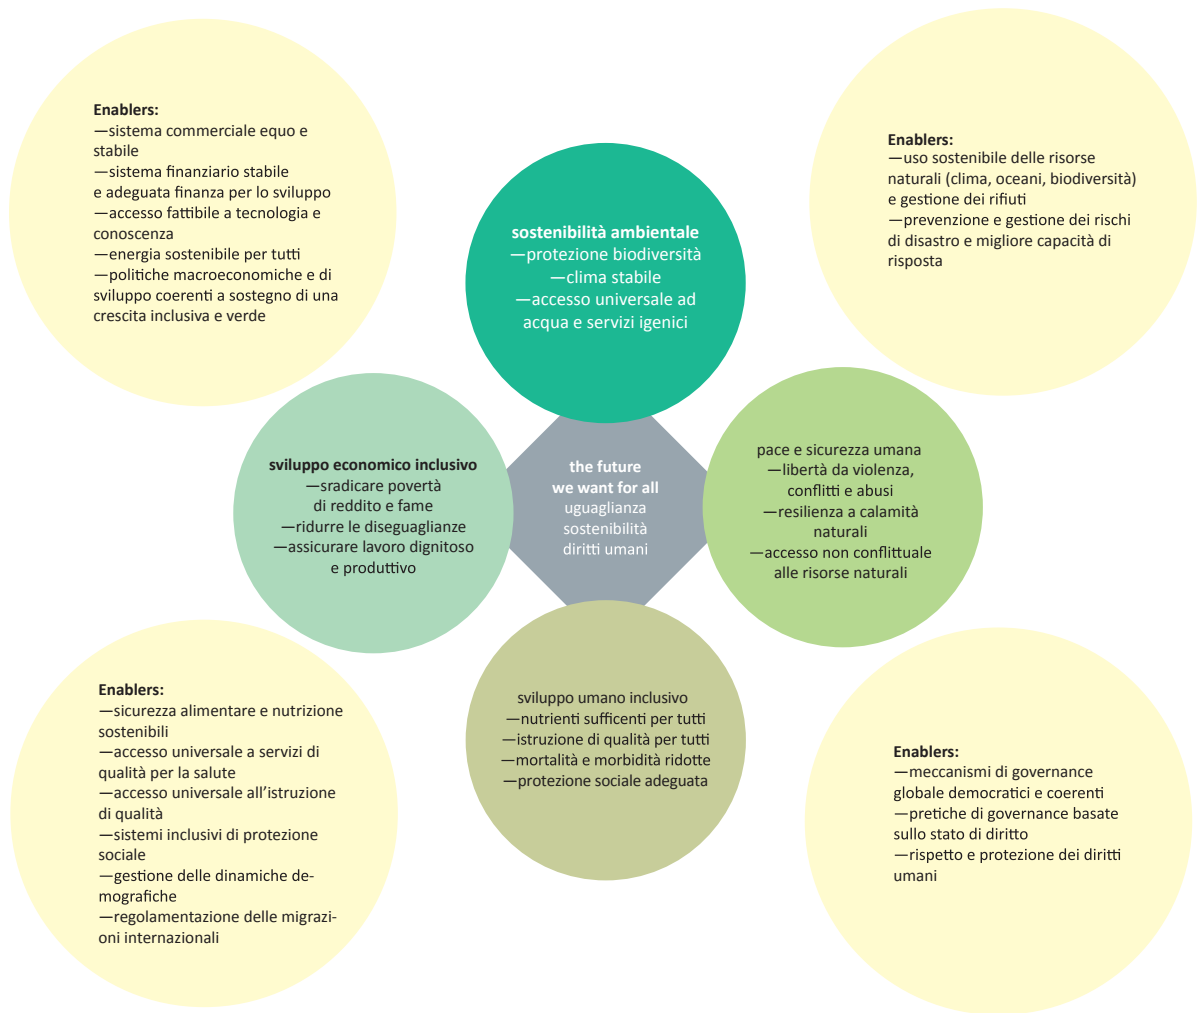 Enablers:
—sistema commerciale equo e
stabile
—sistema finanziario stabile
e adeguata finanza per lo sviluppo
—accesso fattibile a tecnologia e
conoscenza
—energia sostenibile per tutti
—politiche macroeconomiche e di
sviluppo coerenti a sostegno di una
crescita inclusiva e verde
Enablers:
—uso sostenibile delle risorse
naturali (clima, oceani, biodiversità)
e gestione dei rifiuti
—prevenzione e gestione dei rischi
di disastro e migliore capacità di
risposta
sostenibilità ambientale
—protezione biodiversità
—clima stabile
—accesso universale ad
acqua e servizi igenici
sviluppo economico inclusivo
—sradicare povertà
di reddito e fame
—ridurre le diseguaglianze
—assicurare lavoro dignitoso
e produttivo
the future
we want for all
uguaglianza
sostenibilità
diritti umani
pace e sicurezza umana
—libertà da violenza,
conflitti e abusi
—resilienza a calamità
naturali
—accesso non conflittuale
alle risorse naturali
sviluppo umano inclusivo
—nutrienti sufficenti per tutti
—istruzione di qualità per tutti
—mortalità e morbidità ridotte
—protezione sociale adeguata
Enablers:
—sicurezza alimentare e nutrizione
sostenibili
—accesso universale a servizi di
qualità per la salute
—accesso universale all'istruzione
di qualità
—sistemi inclusivi di protezione
sociale
—gestione delle dinamiche de-
mografiche
—regolamentazione delle migrazi-
oni internazionali
Enablers:
—meccanismi di governance
globale democratici e coerenti
—pretiche di governance basate
sullo stato di diritto
—rispetto e protezione dei diritti
umani